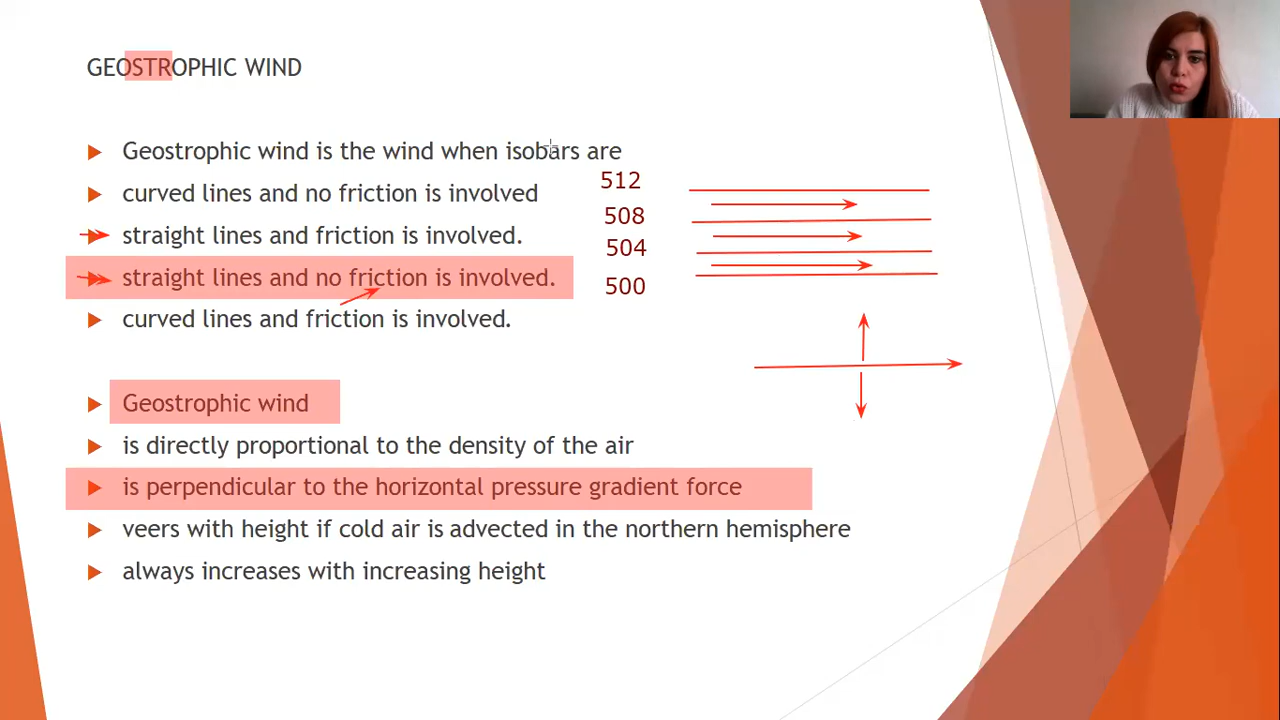 GEOSTROPHIC WIND
Geostrophic wind is the wind when isobars are
curved lines and no friction is involved
straight lines and friction is involved.
straight lines and no friction is involved.
curved lines and friction is involved.
512
508
504
500
Geostrophic wind
is directly proportional to the density of the air
is perpendicular to the horizontal pressure gradient force
veers with height if cold air is advected in the northern hemisphere
always increases with increasing height